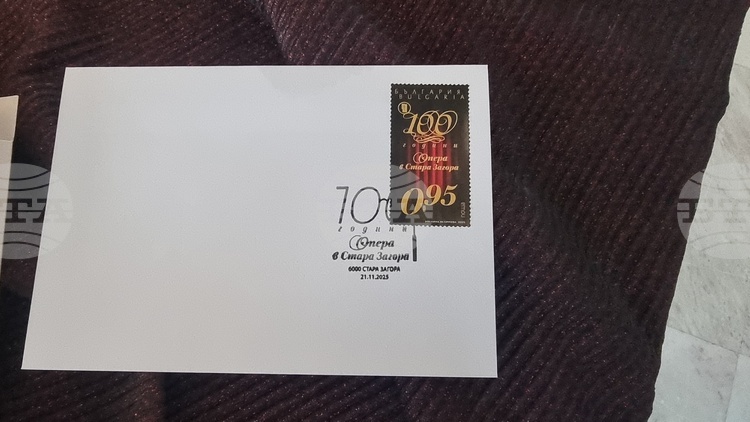 БЪЛГАРИЯ
BULGARIA
100
години
Опера
в Стара Загора
0.95
ПОЩА
100
години
Опера
в Стара Загора
6000 СТАРА ЗАГОРА
21.11.2025